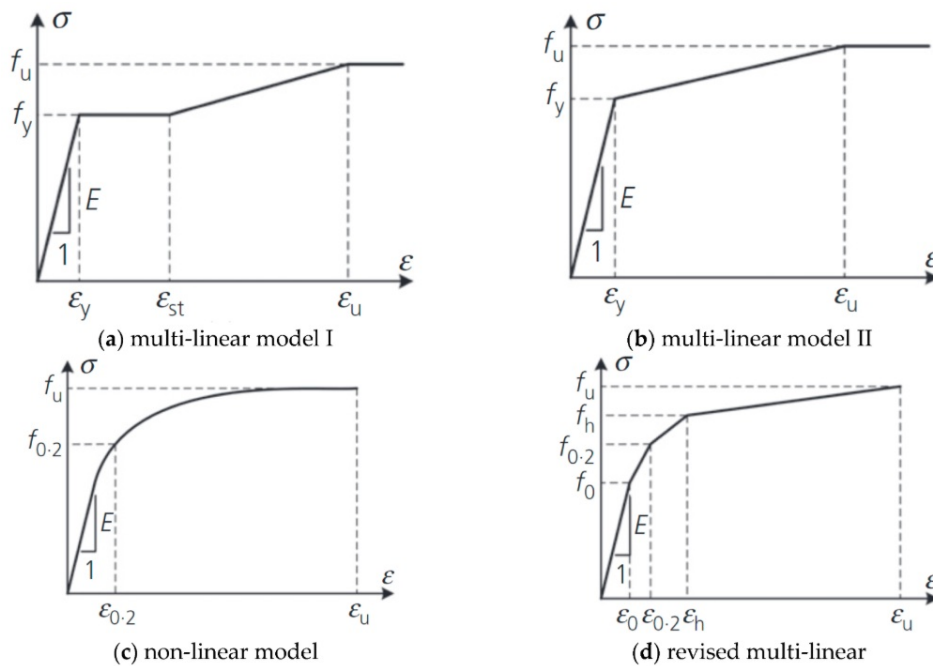 σ
f_u
f_y
E
1
ε
ε_y
ε_st
ε_u
(a) multi-linear model I
σ
f_u
f_y
E
1
ε
ε_y
ε_u
(b) multi-linear model II
σ
f_u
f_0·2
E
1
ε
ε_0·2
ε_u
(c) non-linear model
σ
f_u
f_h
f_0·2
f_0
E
1
ε
ε_0
ε_0·2
ε_h
ε_u
(d) revised multi-linear